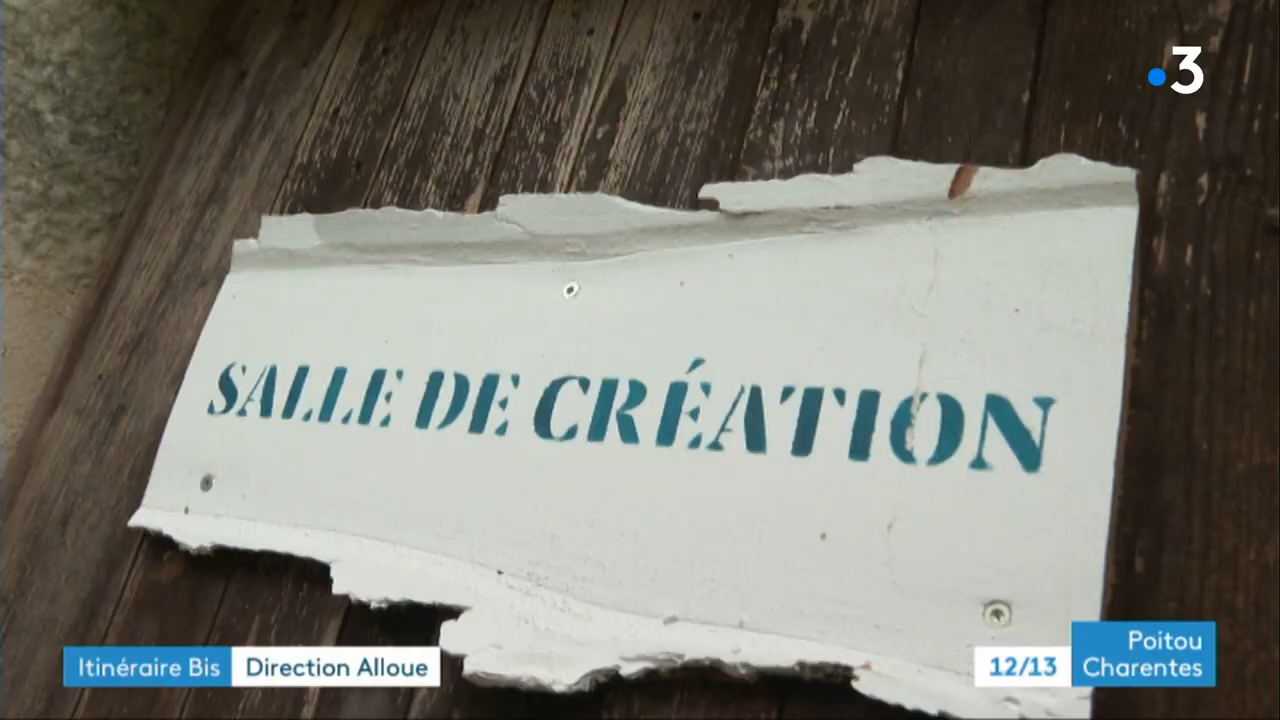 3
SALLE DE CRÉATION
Itinéraire Bis Direction Alloue
12/13 Poitou
Charentes